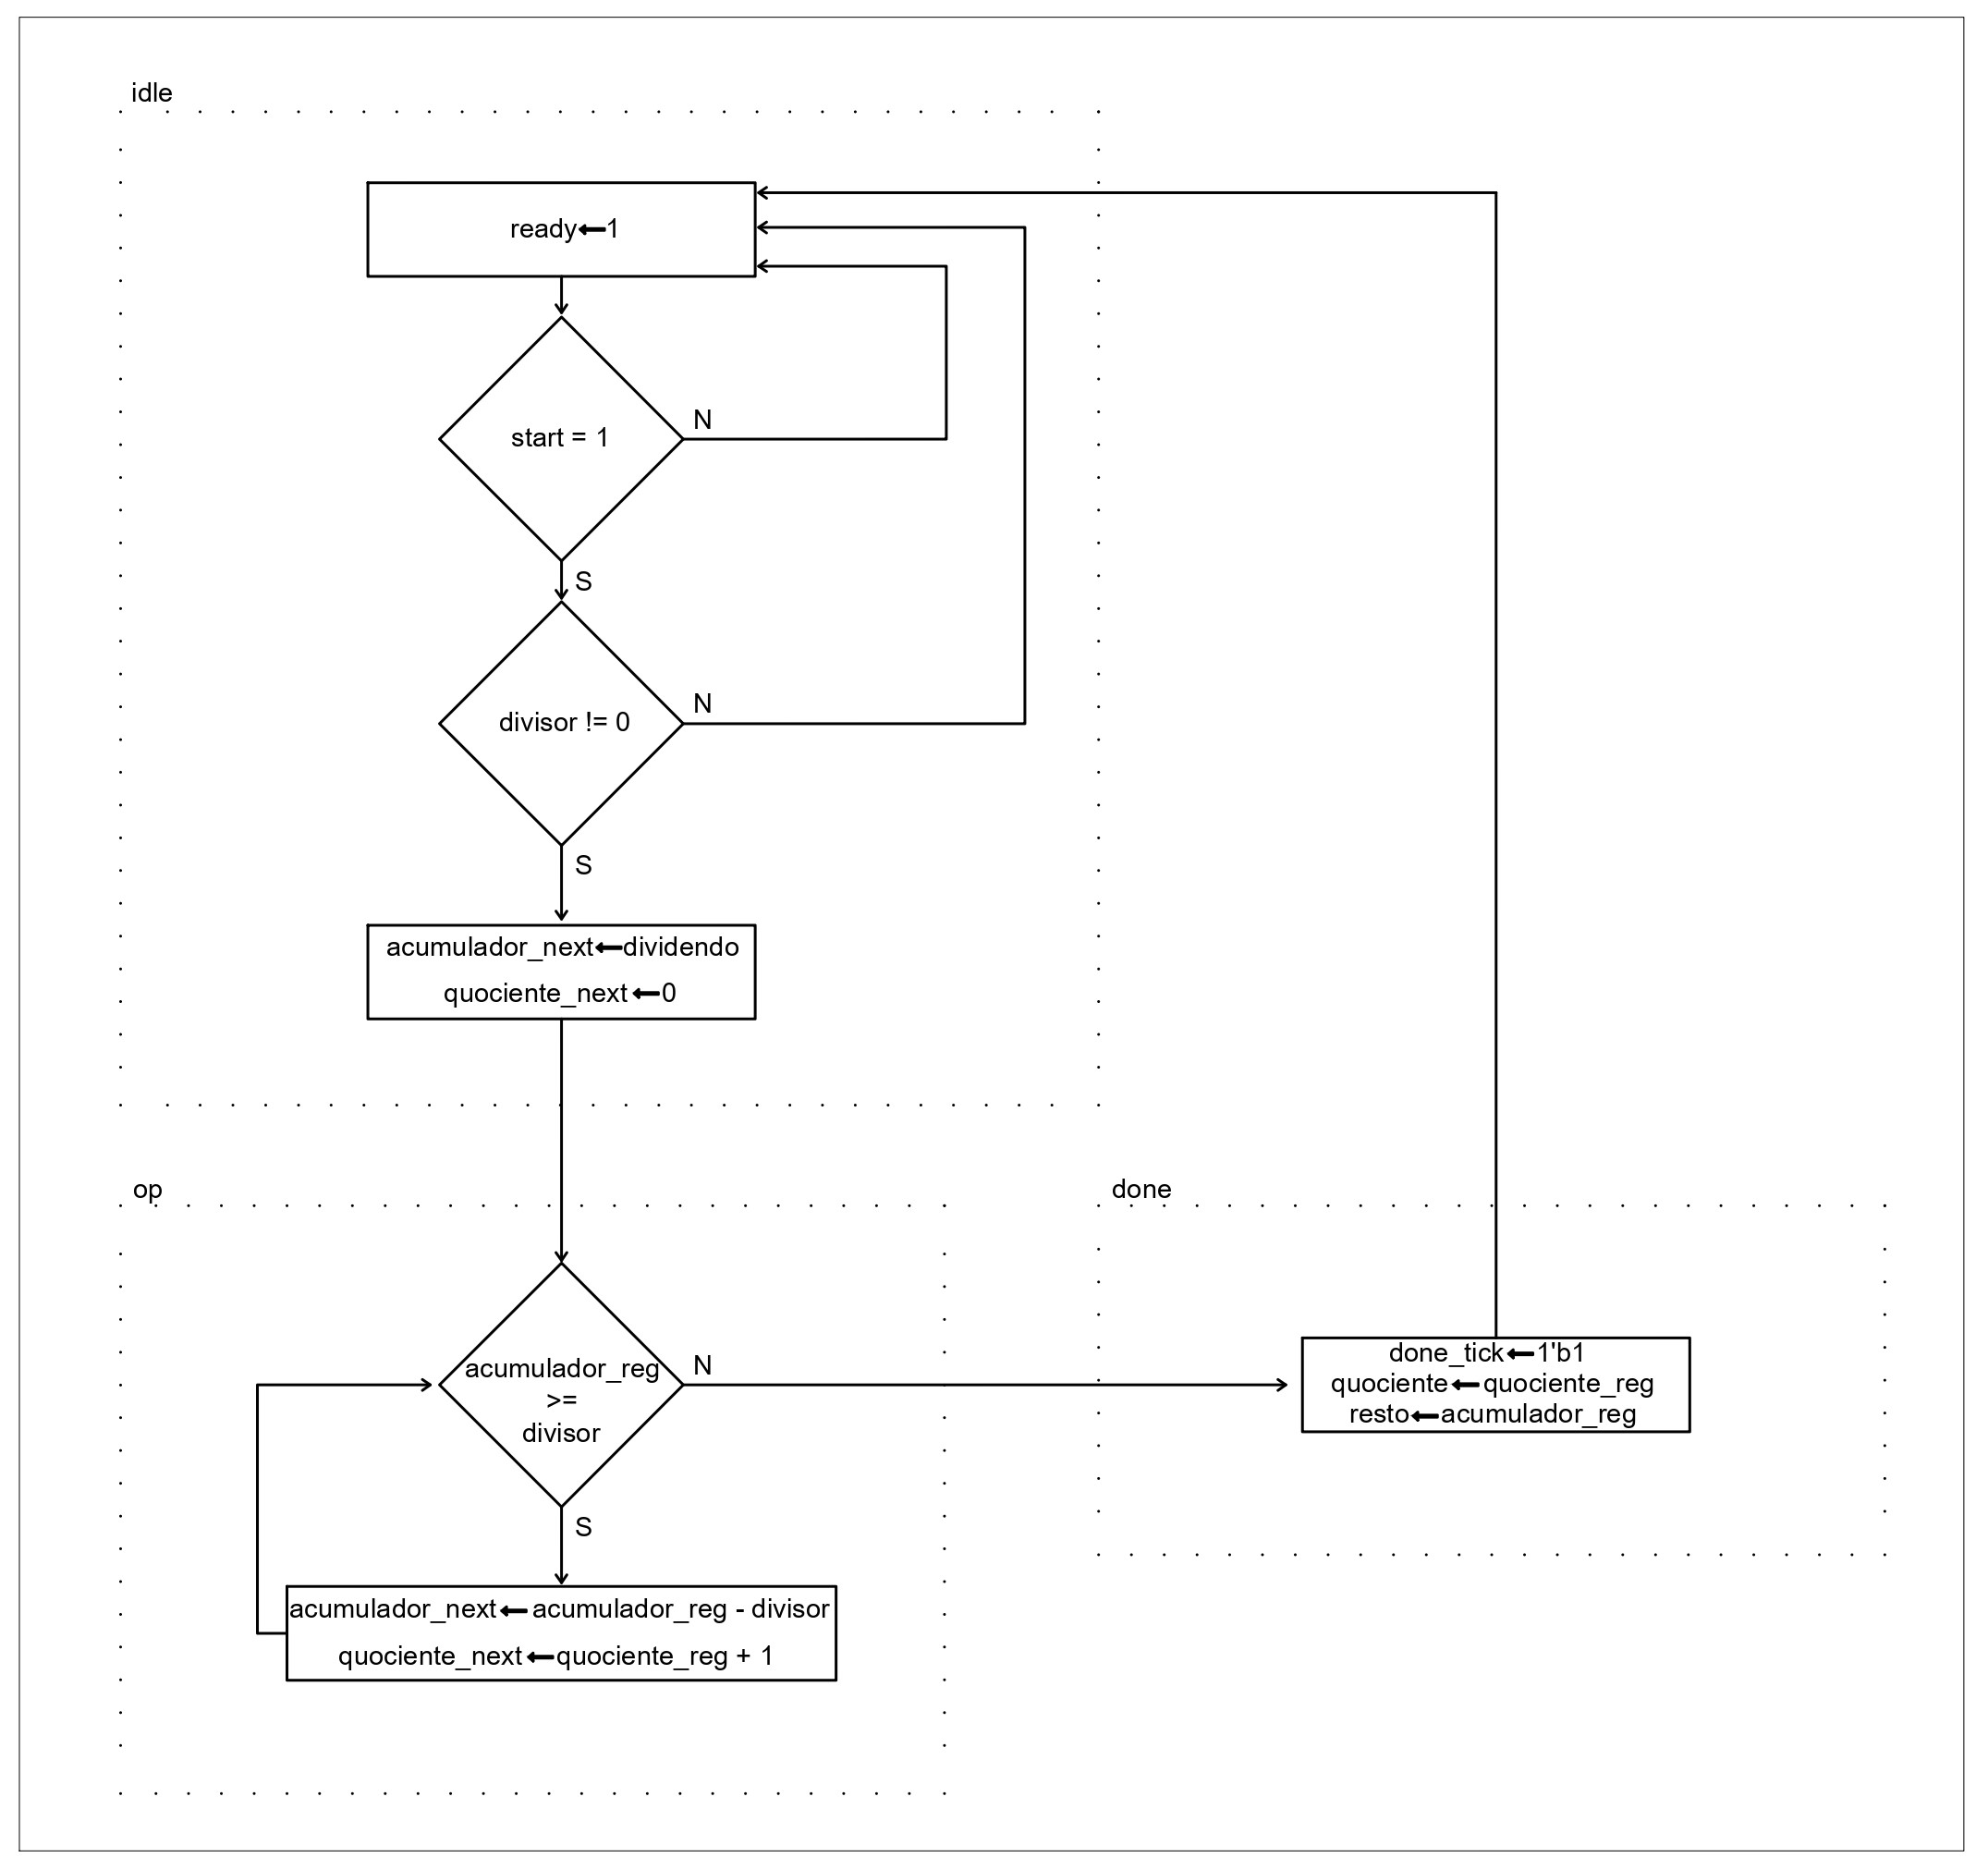 idle
ready←1
start = 1
N
S
divisor != 0
N
S
acumulador_next←dividendo
quociente_next←0
op
acumulador_reg
>=
divisor
N
S
acumulador_next←acumulador_reg - divisor
quociente_next←quociente_reg + 1
done
done_tick←1'b1
quociente←quociente_reg
resto←acumulador_reg